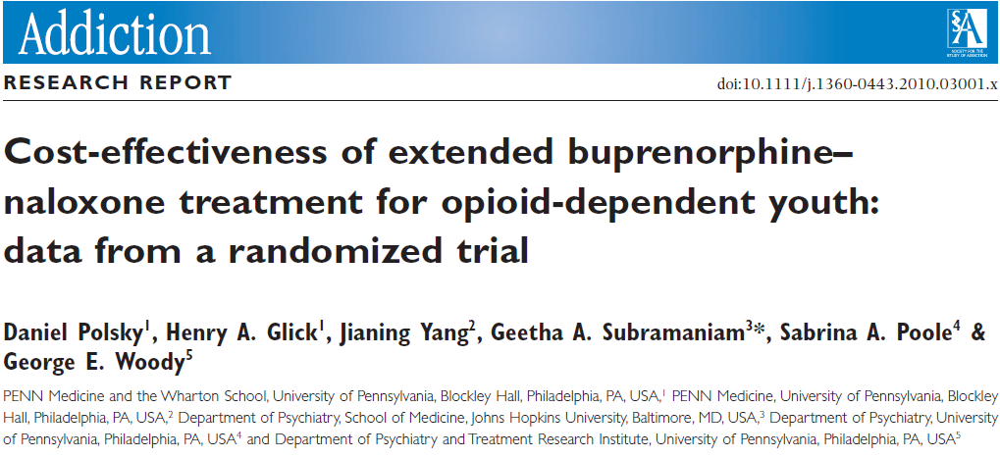 Addiction
SSA
SOCIETY FOR THE
STUDY OF ADDICTION
RESEARCH REPORT
doi:10.1111/j.1360-0443.2010.03001.x
Cost-effectiveness of extended buprenorphine–
naloxone treatment for opioid-dependent youth:
data from a randomized trial
Daniel Polsky¹, Henry A. Glick¹, Jianing Yang², Geetha A. Subramaniam³*, Sabrina A. Poole⁴ &
George E. Woody⁵
PENN Medicine and the Wharton School, University of Pennsylvania, Blockley Hall, Philadelphia, PA, USA,¹ PENN Medicine, University of Pennsylvania, Blockley
Hall, Philadelphia, PA, USA,² Department of Psychiatry, School of Medicine, Johns Hopkins University, Baltimore, MD, USA,³ Department of Psychiatry, University
of Pennsylvania, Philadelphia, PA, USA⁴ and Department of Psychiatry and Treatment Research Institute, University of Pennsylvania, Philadelphia, PA, USA⁵